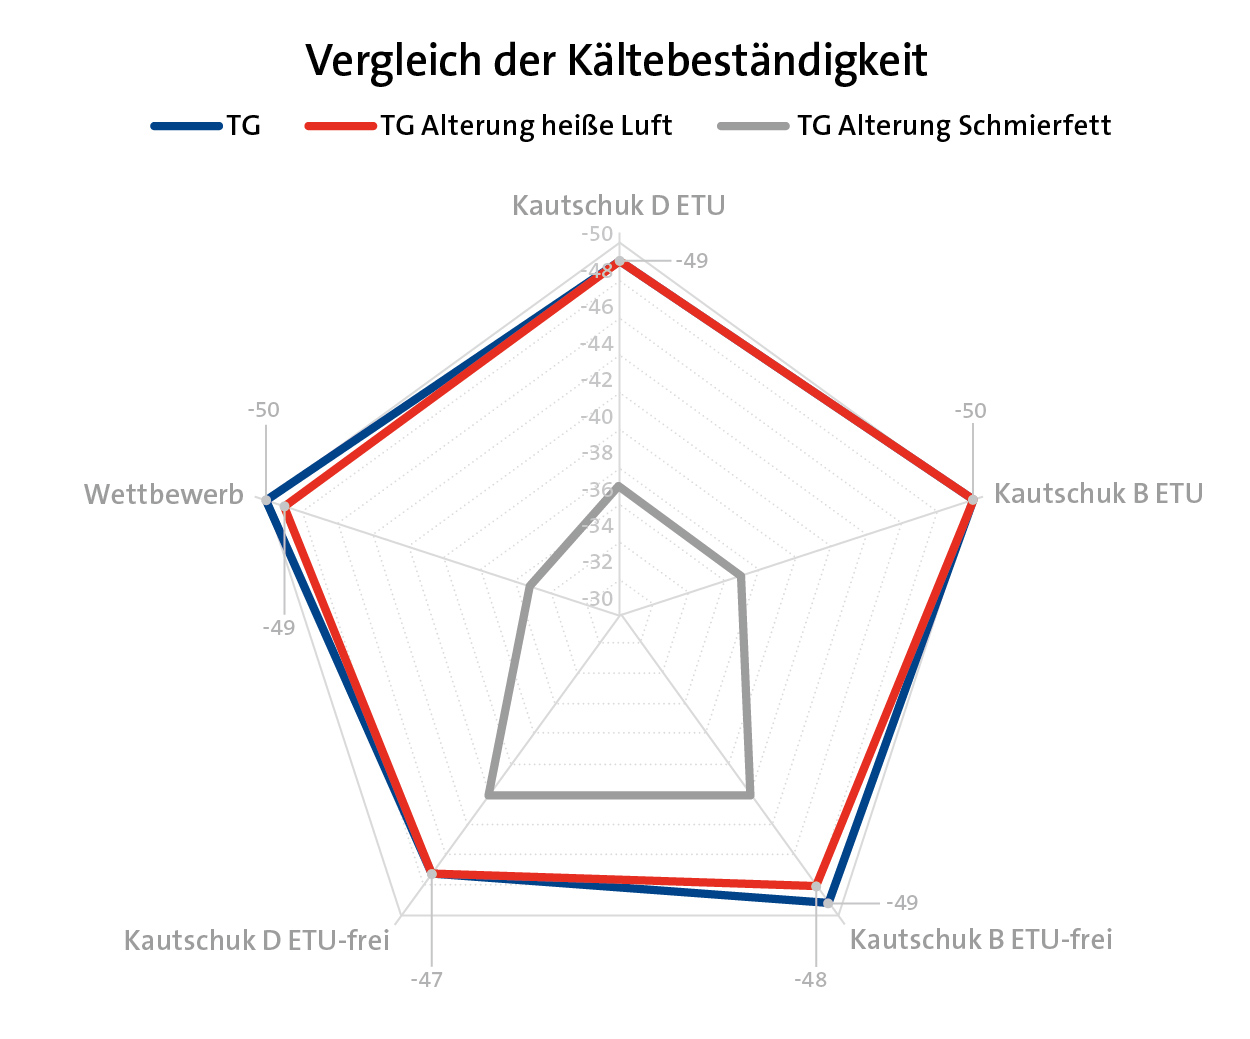 Vergleich der Kältebeständigkeit
TG TG Alterung heiße Luft TG Alterung Schmierfett
Kautschuk D ETU
-50
-49
-48
-46
-44
-42
-40
-38
-36
-34
-32
-30
-50
Kautschuk B ETU
-50
Wettbewerb
-49
-49
Kautschuk D ETU-frei
Kautschuk B ETU-frei
-47
-48